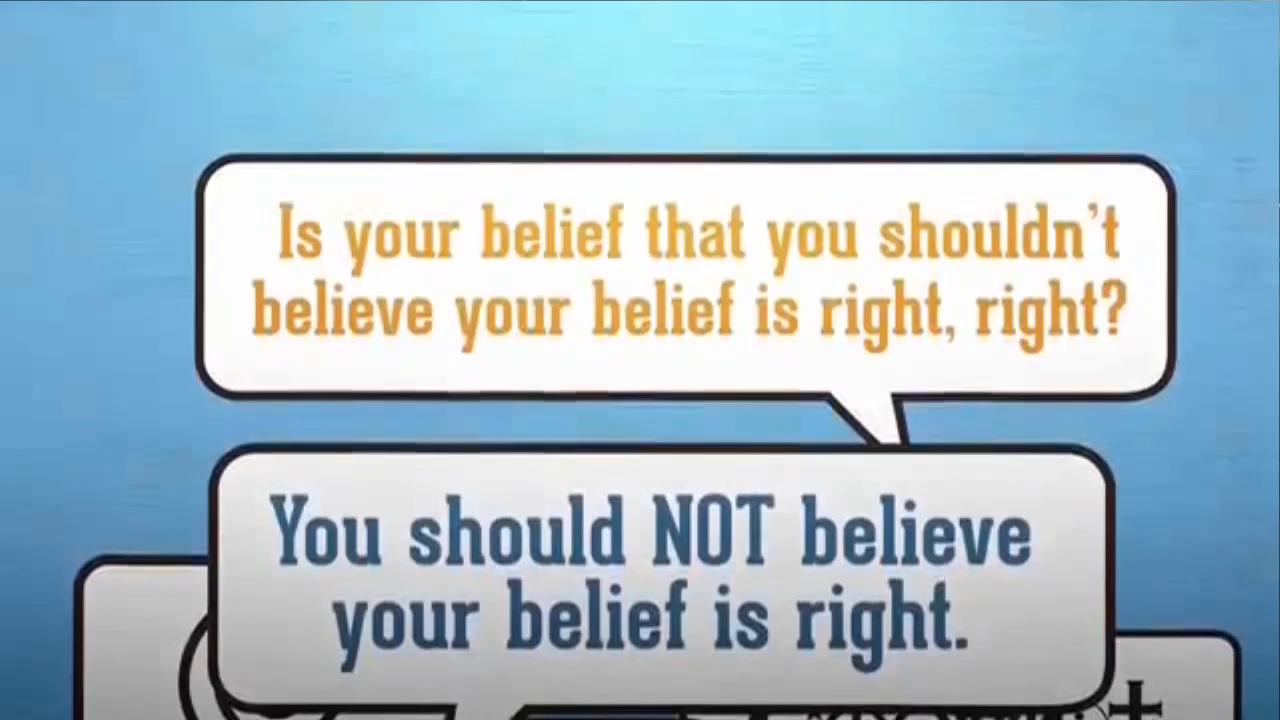 Is your belief that you shouldn't
believe your belief is right, right?
You should NOT believe
your belief is right.